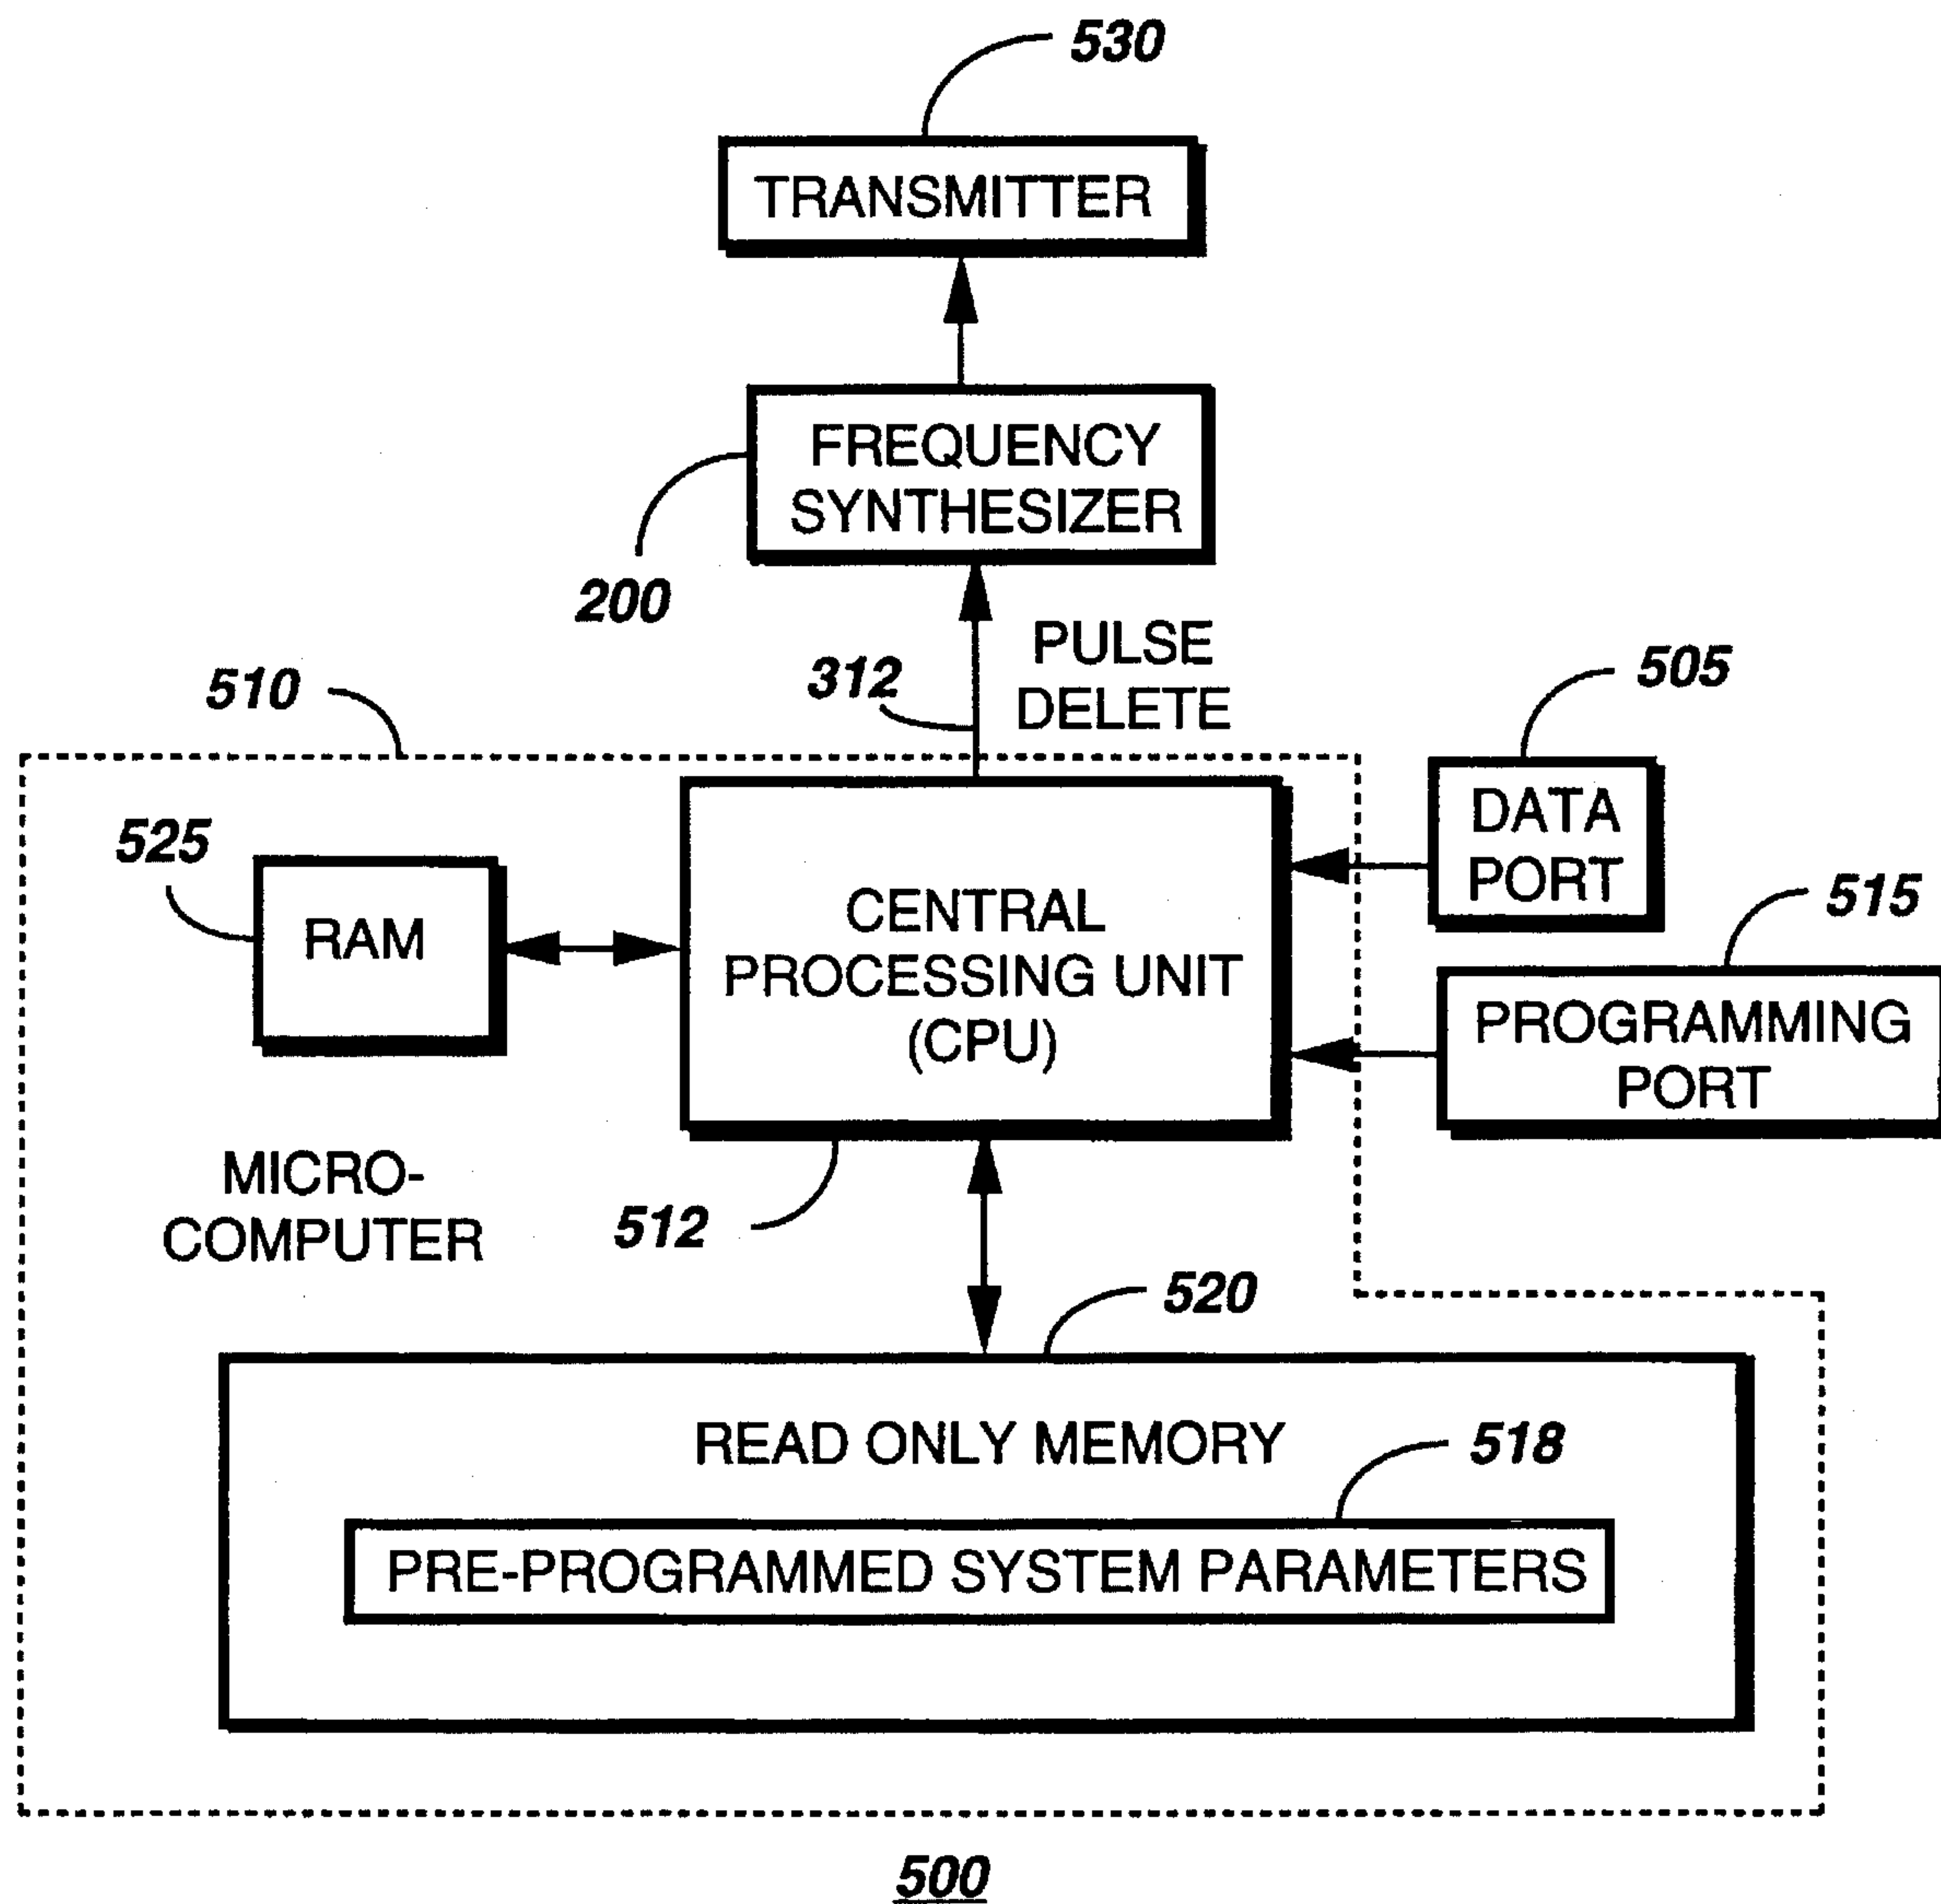 530
TRANSMITTER
FREQUENCY
SYNTHESIZER
200
312
PULSE
DELETE
510
505
DATA
PORT
525
RAM
CENTRAL
PROCESSING UNIT
(CPU)
515
PROGRAMMING
PORT
MICRO-
COMPUTER
512
520
READ ONLY MEMORY
518
PRE-PROGRAMMED SYSTEM PARAMETERS
500